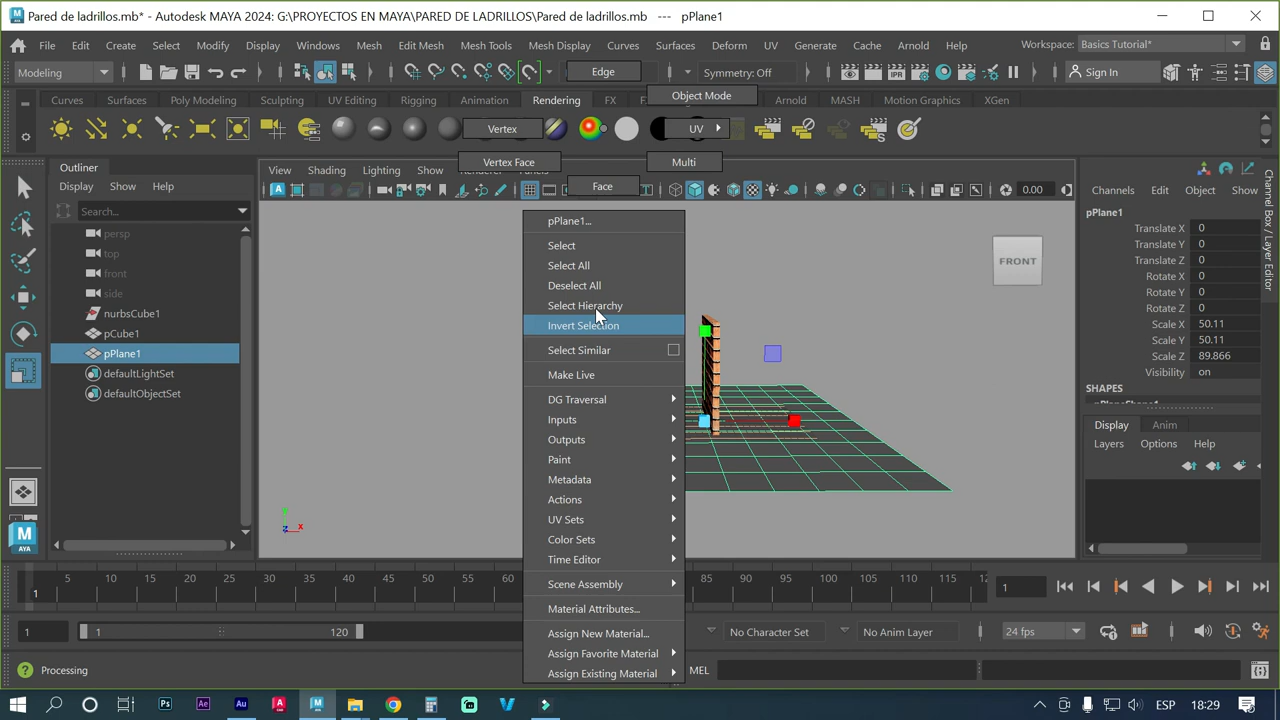 Pared de ladrillos.mb* - Autodesk MAYA 2024: G:\PROYECTOS EN MAYA\PARED DE LADRILLOS\Pared de ladrillos.mb --- pPlane1
File Edit Create Select Modify Display Windows Mesh Edit Mesh Mesh Tools Mesh Display Curves Surfaces Deform UV Generate Cache Arnold Help Workspace: Basics Tutorial*
Modeling Edge Symmetry: Off Sign In
Object Mode
Curves Surfaces Poly Modeling Sculpting UV Editing Rigging Animation Rendering FX Arnold MASH Motion Graphics XGen
Vertex UV
Vertex Face Multi
Outliner View Shading Lighting Show
Channels Edit Object Show
Display Show Help Face 0.00
Search...
persp
top
front
side
nurbsCube1
pCube1
pPlane1
defaultLightSet
defaultObjectSet
pPlane1...
Select
Select All
Deselect All
Select Hierarchy
Invert Selection
Select Similar
Make Live
DG Traversal
Inputs
Outputs
Paint
Metadata
Actions
UV Sets
Color Sets
Time Editor
Scene Assembly
Material Attributes...
Assign New Material...
Assign Favorite Material
Assign Existing Material
FRONT
Y
X
Z
pPlane1
Translate X 0
Translate Y 0
Translate Z 0
Rotate X 0
Rotate Y 0
Rotate Z 0
Scale X 50.11
Scale Y 50.11
Scale Z 89.866
Visibility on
SHAPES
Display Anim
Layers Options Help
Channel Box / Layer Editor
5 10 15 20 25 30 35 40 45 50 55 60 85 90 95 100 105 110 115 12
1 1
1 1 120 No Character Set No Anim Layer 24 fps
Processing MEL
M
AYA
Ps Ae A Au M ESP 18:29